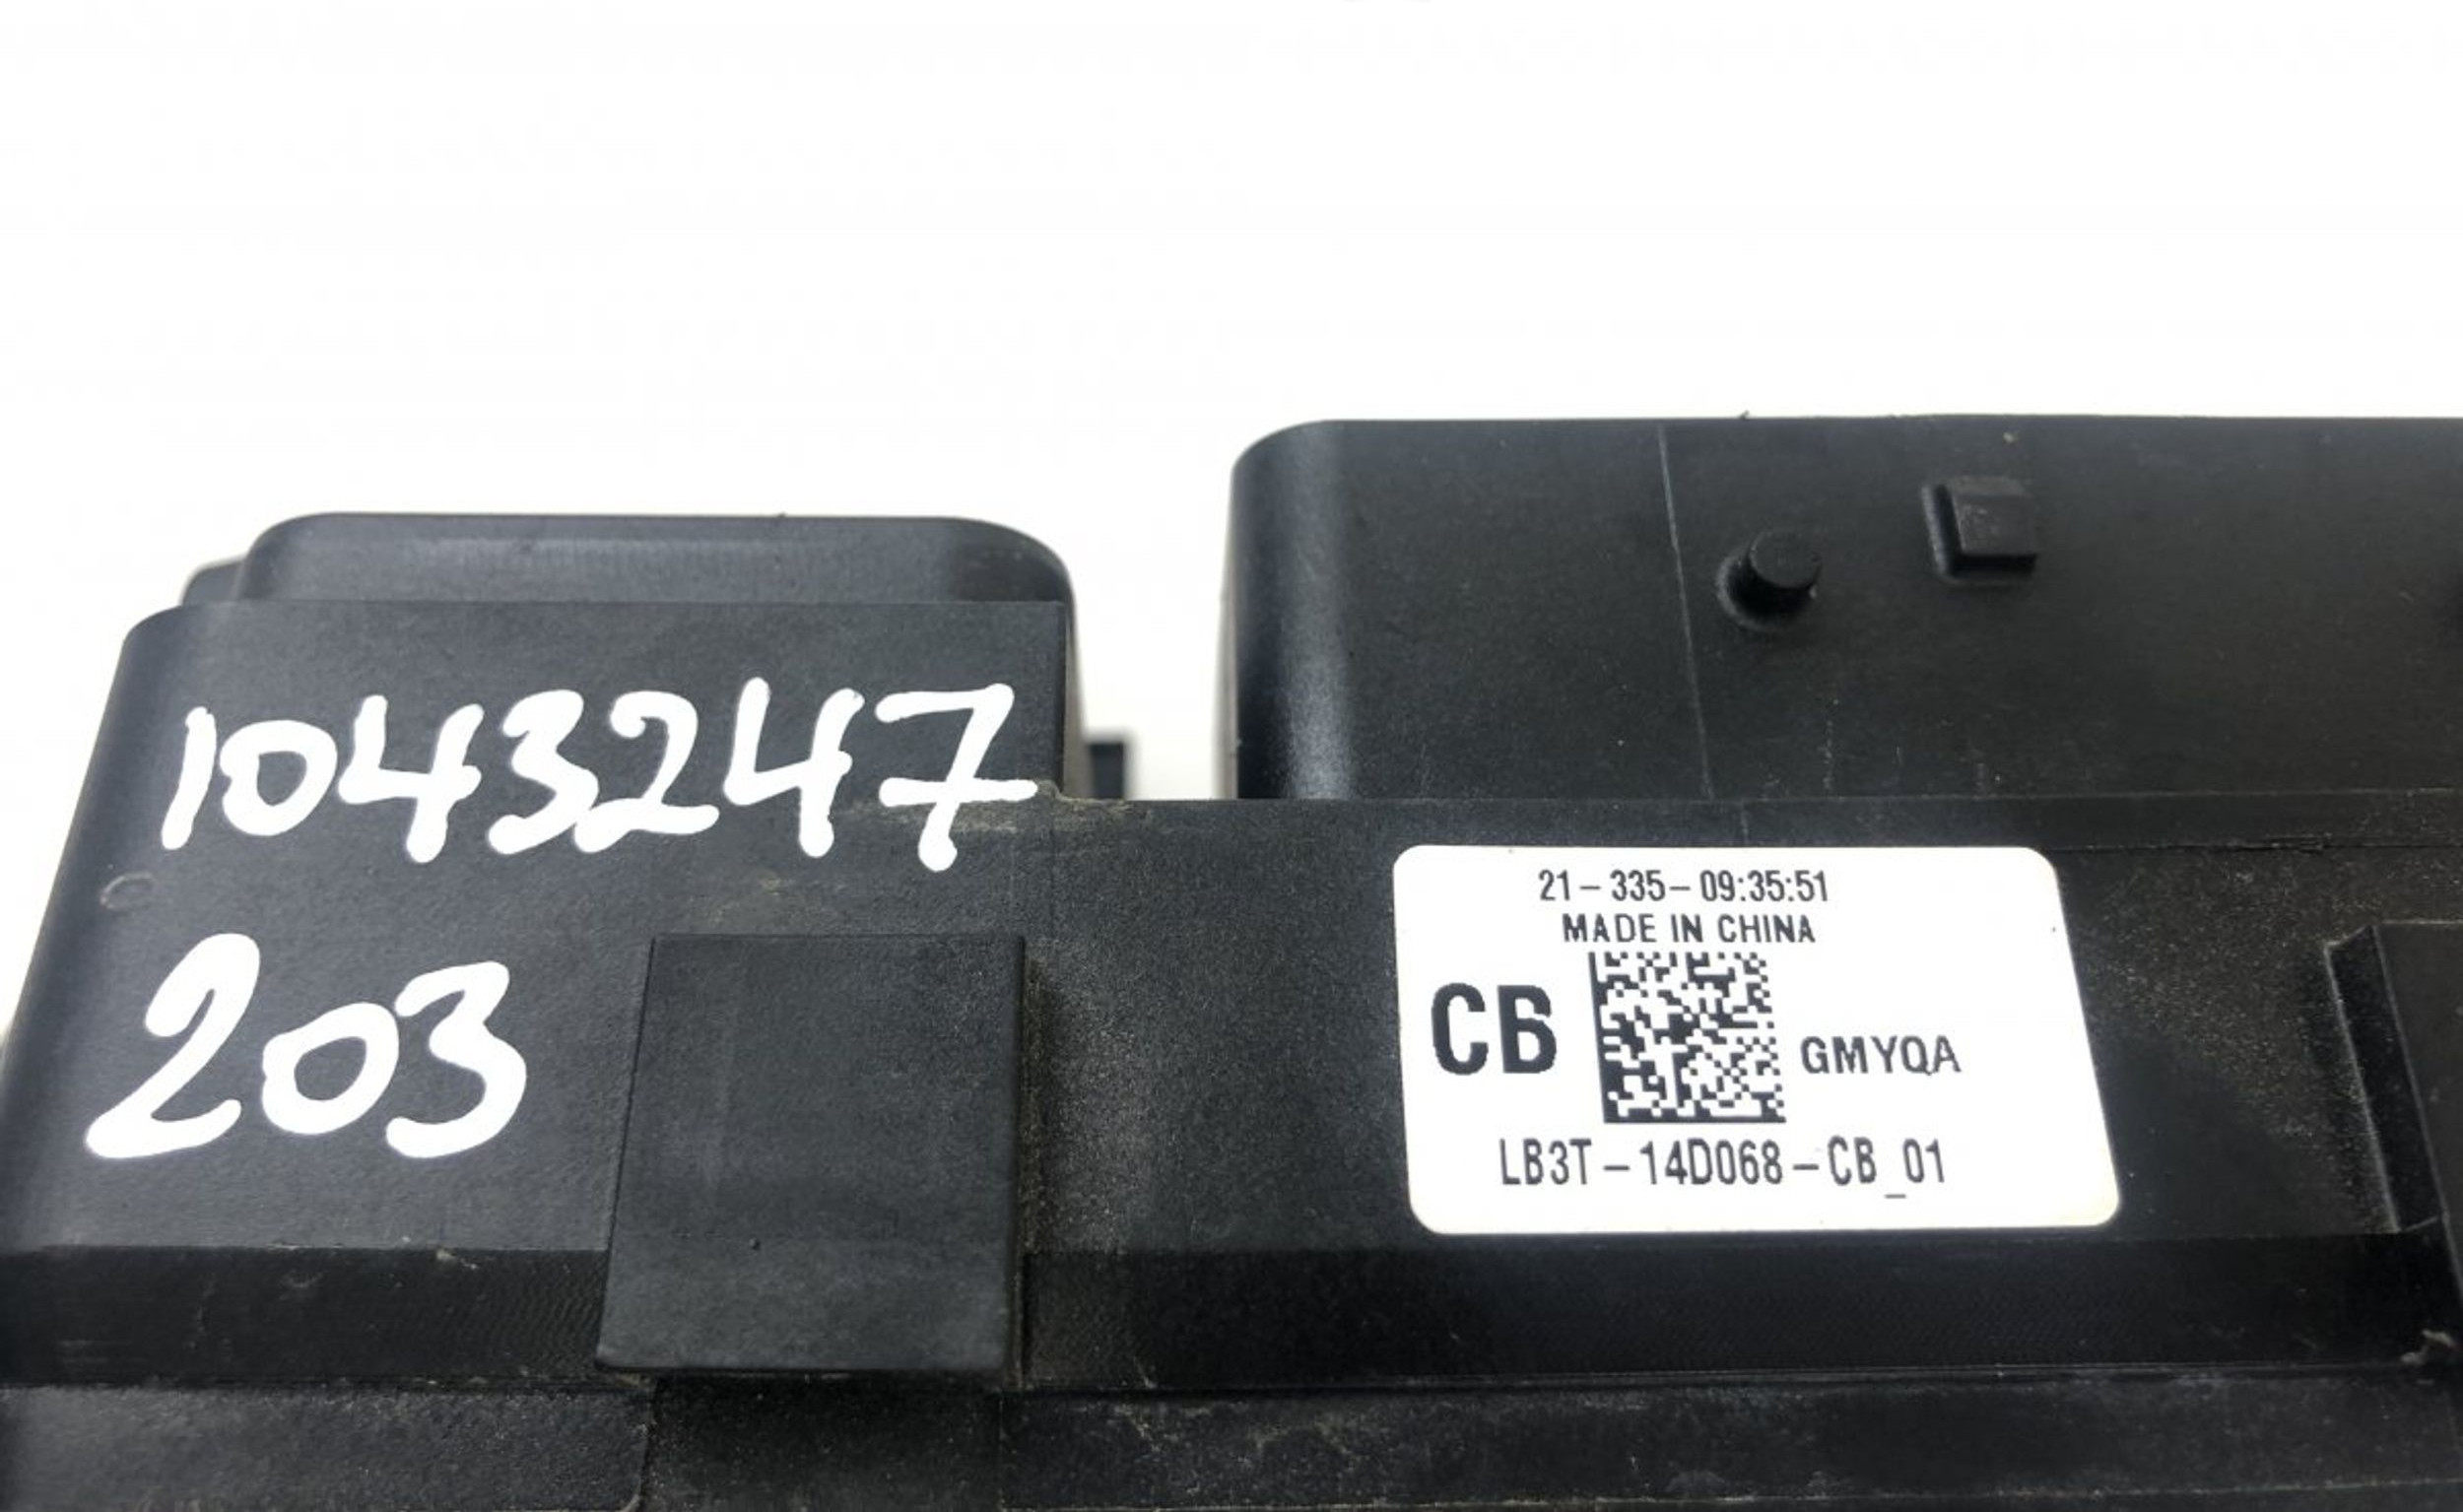 1043247
203
21-335-09:35:51
MADE IN CHINA
CB
GMYQA
LB3T-14D068-CB_01